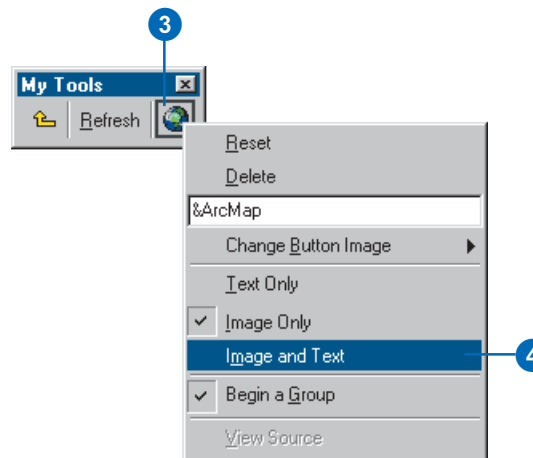 3
My Tools
Refresh
Reset
Delete
&ArcMap
Change Button Image
Text Only
Image Only
Image and Text
4
Begin a Group
View Source